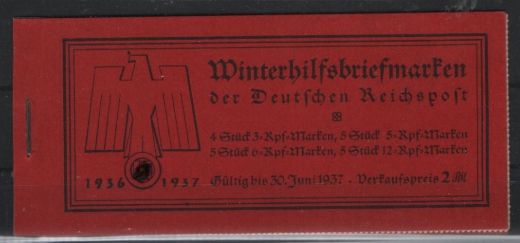 Winterhilfsbriefmarken
der Deutschen Reichspost
4 Stück 3=Rpf=Marken, 5 Stück 5=Rpf=Marken
5 Stück 6=Rpf=Marken, 5 Stück 12=Rpf=Marken
1936 1937 Gültig bis 30. Juni 1937 . Verkaufspreis 2 RM